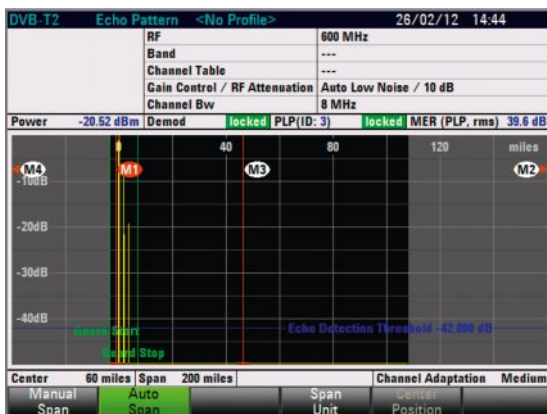 DVB-T2 Echo Pattern <No Profile> 26/02/12 14:44
RF 600 MHz
Band ---
Channel Table ---
Gain Control / RF Attenuation Auto Low Noise / 10 dB
Channel Bw 8 MHz
Power -20.52 dBm Demod locked PLP(ID: 3) locked MER (PLP, rms) 39.6 dB
0 40 80 120 miles
M4 M1 M3 M2
-10dB
-20dB
-30dB
-40dB
Guard Start Echo Detection Threshold -42.000 dB
Guard Stop
Center 60 miles Span 200 miles Channel Adaptation Medium
Manual Span Auto Span Span Unit Center Position